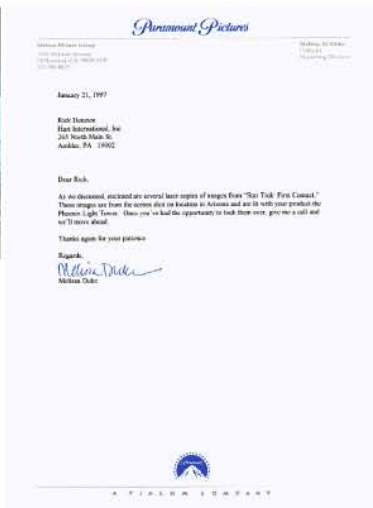 Paramount Pictures
January 21, 1997
Rick
Hart International, Inc
265 North Main St.
Ambler, PA 19002
Dear Rick,
As we discussed, enclosed are several laser copies of images from "Star Trek: First Contact."
These images are from the scenes shot on location in Arizona and are lit with your product the
Phoenix Light Tower. Once you've had the opportunity to look them over, give me a call and
we'll move ahead.
Thanks again for your patience
Regards,
Melissa
Melissa
A VIACOM COMPANY